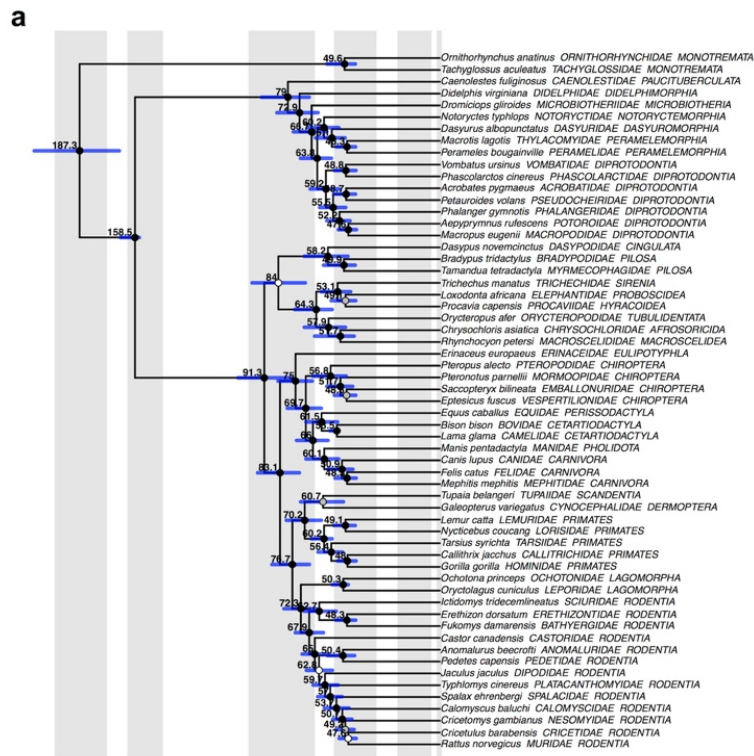 a
Ornithorhynchus anatinus ORNITHORHYNCHIDAE MONOTREMATA
49.6
Tachyglossus aculeatus TACHYGLOSSIDAE MONOTREMATA
Caenolestes fuliginosus CAENOLESTIDAE PAUCITUBERCULATA
79
Didelphis virginiana DIDELPHIDAE DIDELPHIMORPHIA
72.9
Dromiciops gliroides MICROBIOTHERIIDAE MICROBIOTHERIA
Notoryctes typhlops NOTORYCTIDAE NOTORYCTEMORPHIA
Dasyurus albopunctatus DASYURIDAE DASYUROMORPHIA
Macrotis lagotis THYLACOMYIDAE PERAMELEMORPHIA
187.3
Perameles bougainville PERAMELIDAE PERAMELEMORPHIA
63.8
Vombatus ursinus VOMBATIDAE DIPROTODONTIA
48.8
Phascolarctos cinereus PHASCOLARCTIDAE DIPROTODONTIA
59.2
Acrobates pygmaeus ACROBATIDAE DIPROTODONTIA
Petauroides volans PSEUDOCHEIRIDAE DIPROTODONTIA
55.5
Phalanger gymnotis PHALANGERIDAE DIPROTODONTIA
52.2
Aepyprymnus rufescens POTOROIDAE DIPROTODONTIA
Macropus eugenii MACROPODIDAE DIPROTODONTIA
158.5
Dasypus novemcinctus DASYPODIDAE CINGULATA
58.2
Bradypus tridactylus BRADYPODIDAE PILOSA
49.9
Tamandua tetradactyla MYRMECOPHAGIDAE PILOSA
84
Trichechus manatus TRICHECHIDAE SIRENIA
53.1
Loxodonta africana ELEPHANTIDAE PROBOSCIDEA
Procavia capensis PROCAVIIDAE HYRACOIDEA
64.3
Orycteropus afer ORYCTEROPODIDAE TUBULIDENTATA
57.9
Chrysochloris asiatica CHRYSOCHLORIDAE AFROSORICIDA
Rhynchocyon petersi MACROSCELIDIDAE MACROSCELIDEA
Erinaceus europaeus ERINACEIDAE EULIPOTYPHLA
Pteropus alecto PTEROPODIDAE CHIROPTERA
56.8
91.3
75
Pteronotus parnellii MORMOOPIDAE CHIROPTERA
Saccopteryx bilineata EMBALLONURIDAE CHIROPTERA
Eptesicus fuscus VESPERTILIONIDAE CHIROPTERA
69.7
Equus caballus EQUIDAE PERISSODACTYLA
61.5
Bison bison BOVIDAE CETARTIODACTYLA
Lama glama CAMELIDAE CETARTIODACTYLA
66
Manis pentadactyla MANIDAE PHOLIDOTA
60.1
Canis lupus CANIDAE CARNIVORA
50.9
Felis catus FELIDAE CARNIVORA
83.1
Mephitis mephitis MEPHITIDAE CARNIVORA
Tupaia belangeri TUPAIIDAE SCANDENTIA
60.7
Galeopterus variegatus CYNOCEPHALIDAE DERMOPTERA
70.2
Lemur catta LEMURIDAE PRIMATES
49.1
Nycticebus coucang LORISIDAE PRIMATES
60.2
Tarsius syrichta TARSIIDAE PRIMATES
Callithrix jacchus CALLITRICHIDAE PRIMATES
48
Gorilla gorilla HOMINIDAE PRIMATES
76.7
Ochotona princeps OCHOTONIDAE LAGOMORPHA
50.3
Oryctolagus cuniculus LEPORIDAE LAGOMORPHA
Ictidomys tridecemlineatus SCIURIDAE RODENTIA
Erethizon dorsatum ERETHIZONTIDAE RODENTIA
48.3
Fukomys damarensis BATHYERGIDAE RODENTIA
67.9
Castor canadensis CASTORIDAE RODENTIA
Anomalurus beecrofti ANOMALURIDAE RODENTIA
50.4
Pedetes capensis PEDETIDAE RODENTIA
62.8
Jaculus jaculus DIPODIDAE RODENTIA
Typhlomys cinereus PLATACANTHOMYIDAE RODENTIA
Spalax ehrenbergi SPALACIDAE RODENTIA
Calomyscus baluchi CALOMYSCIDAE RODENTIA
Cricetomys gambianus NESOMYIDAE RODENTIA
Cricetulus barabensis CRICETIDAE RODENTIA
Rattus norvegicus MURIDAE RODENTIA